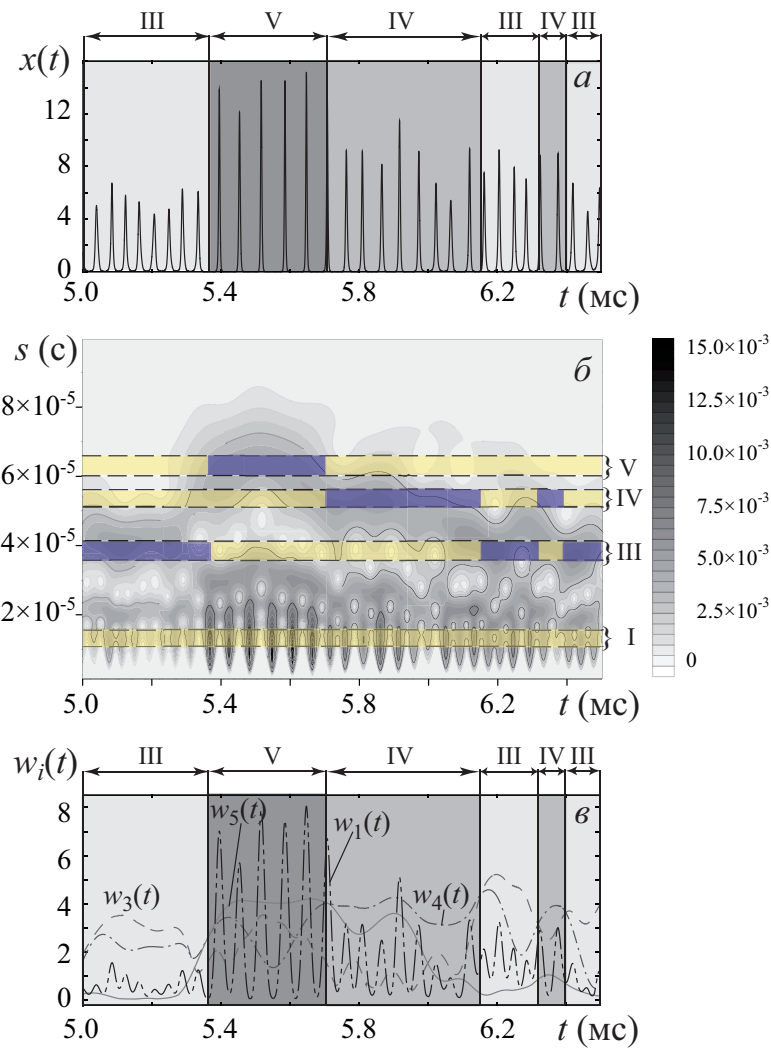 III V IV III IV III
x(t)
а
12
8
4
0
5.0 5.4 5.8 6.2 t (мс)
s (с)
б
8×10⁻⁵
6×10⁻⁵
4×10⁻⁵
2×10⁻⁵
V
IV
III
I
15.0×10⁻³
12.5×10⁻³
10.0×10⁻³
7.5×10⁻³
5.0×10⁻³
2.5×10⁻³
0
5.0 5.4 5.8 6.2 t (мс)
III V IV III IV III
wᵢ(t)
в
8
6
4
2
0
w₅(t)
w₁(t)
w₃(t)
w₄(t)
5.0 5.4 5.8 6.2 t (мс)